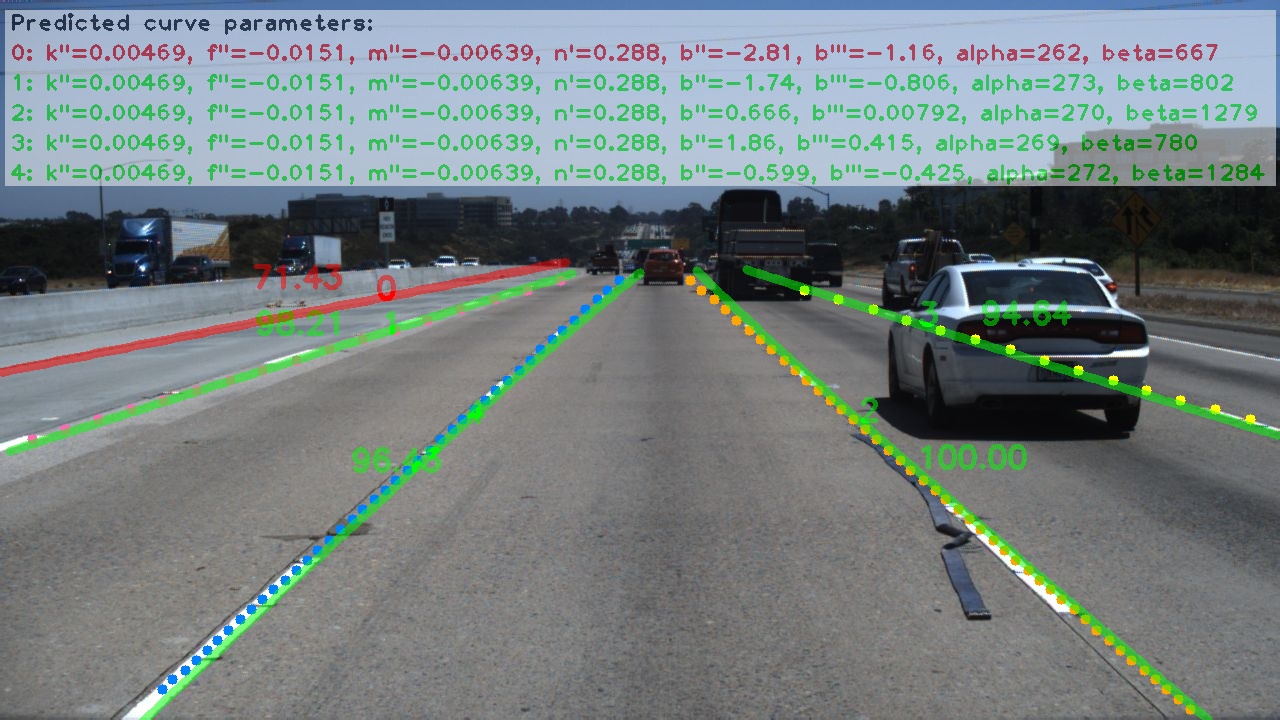 Predicted curve parameters:
0: k''=0.00469, f''=-0.0151, m''=-0.00639, n'=0.288, b''=-2.81, b'''=-1.16, alpha=262, beta=667
1: k''=0.00469, f''=-0.0151, m''=-0.00639, n'=0.288, b''=-1.74, b'''=-0.806, alpha=273, beta=802
2: k''=0.00469, f''=-0.0151, m''=-0.00639, n'=0.288, b''=0.666, b'''=0.00792, alpha=270, beta=1279
3: k''=0.00469, f''=-0.0151, m''=-0.00639, n'=0.288, b''=1.86, b'''=0.415, alpha=269, beta=780
4: k''=0.00469, f''=-0.0151, m''=-0.00639, n'=0.288, b''=-0.599, b'''=-0.425, alpha=272, beta=1284
71.43 0
98.21 1
3 94.64
2
96.43
100.00